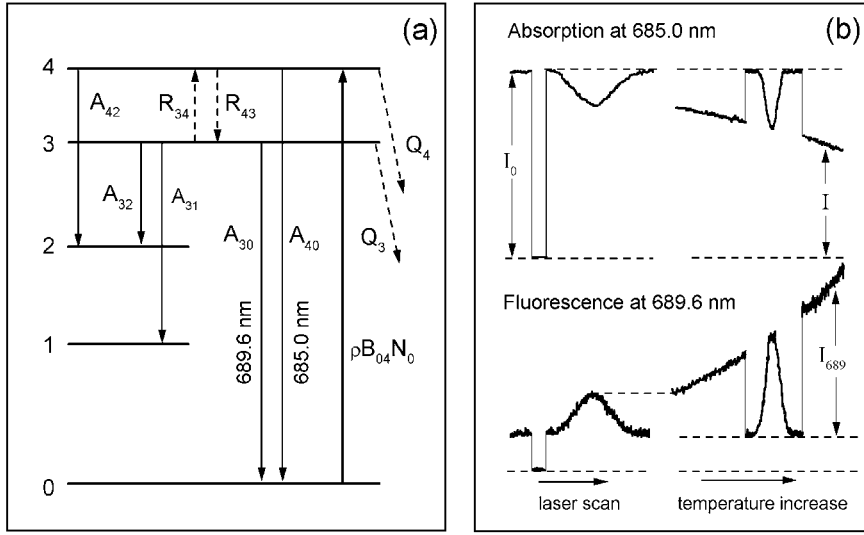 (a)
4
A42
R34
R43
3
Q4
A32
A31
A30
A40
Q3
2
1
689.6 nm
685.0 nm
ρB04N0
0
(b)
Absorption at 685.0 nm
I0
I
Fluorescence at 689.6 nm
I689
laser scan
temperature increase